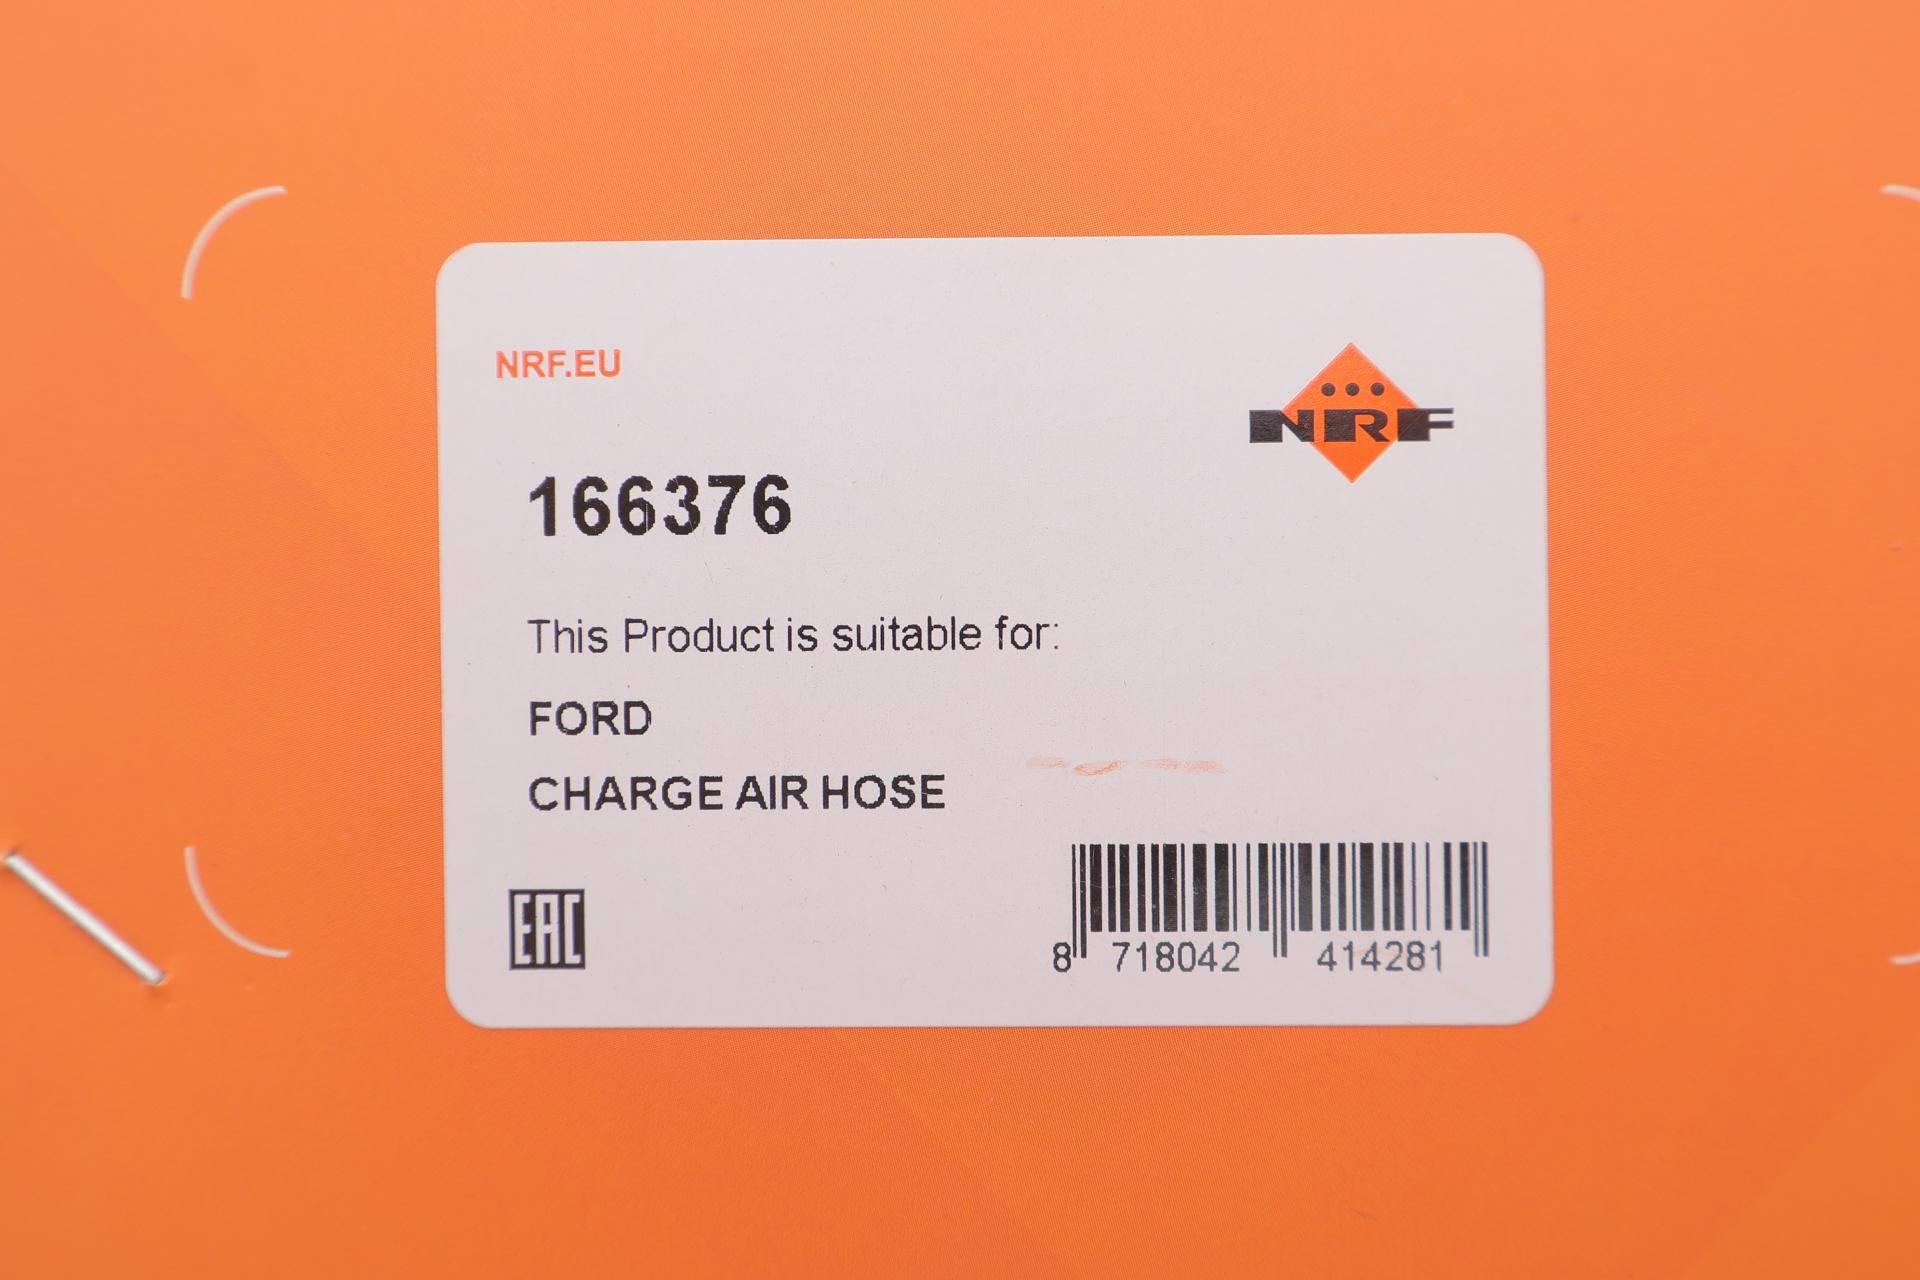 NRF.EU
NRF
166376
This Product is suitable for:
FORD
CHARGE AIR HOSE
EAC
8 718042 414281